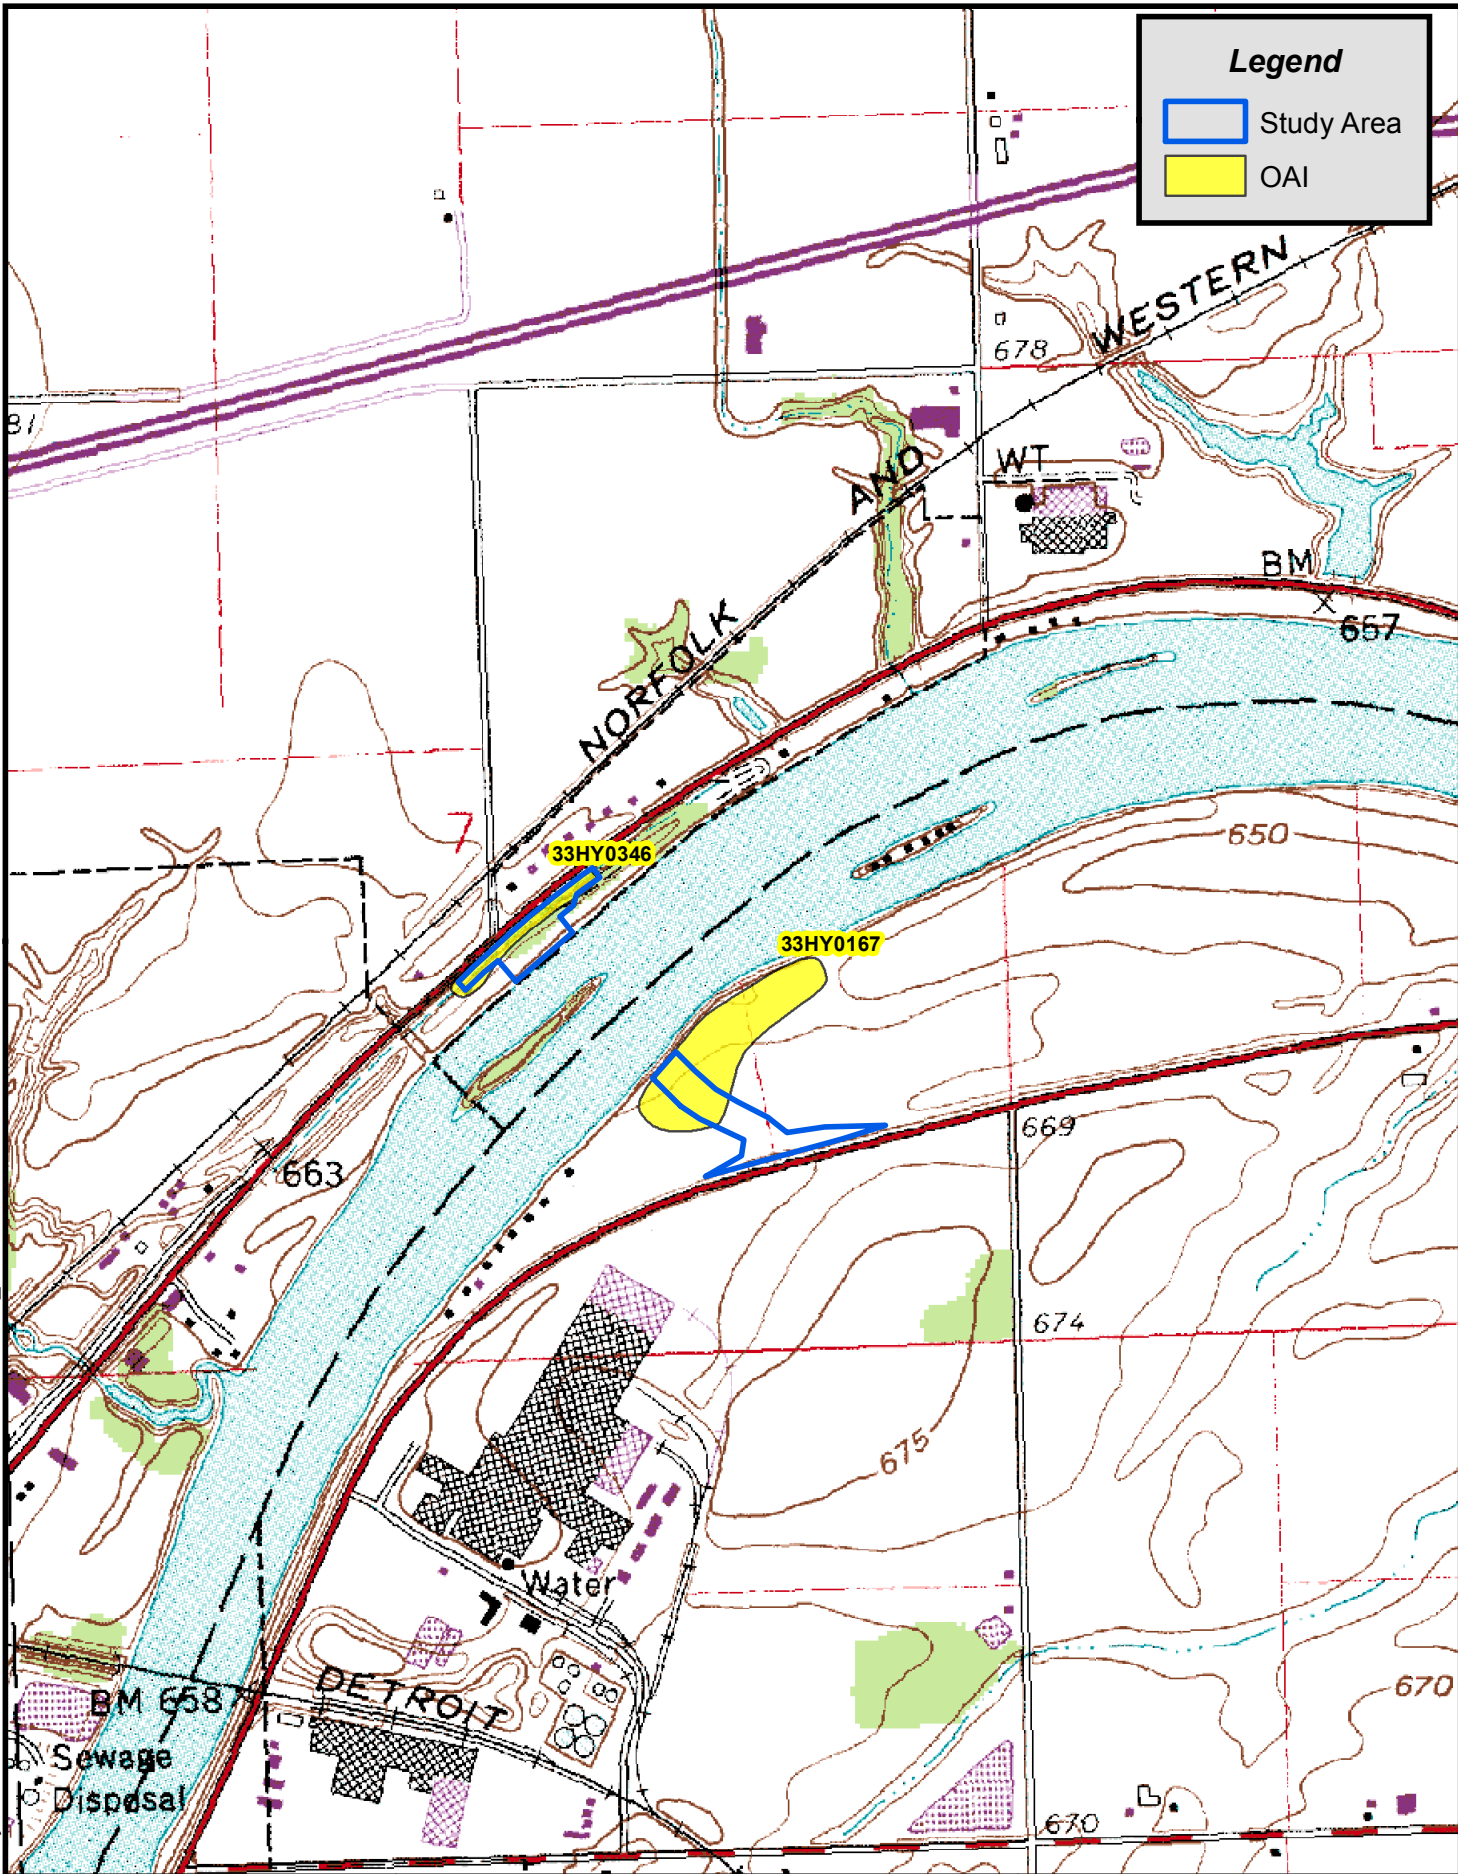 Legend
Study Area
OAI
WESTERN
678
81
AND
WT
BM
657
NORFOLK
7
650
33HY0346
33HY0167
669
663
674
675
Water
DETROIT
BM 658
670
Sewage
Disposal
670